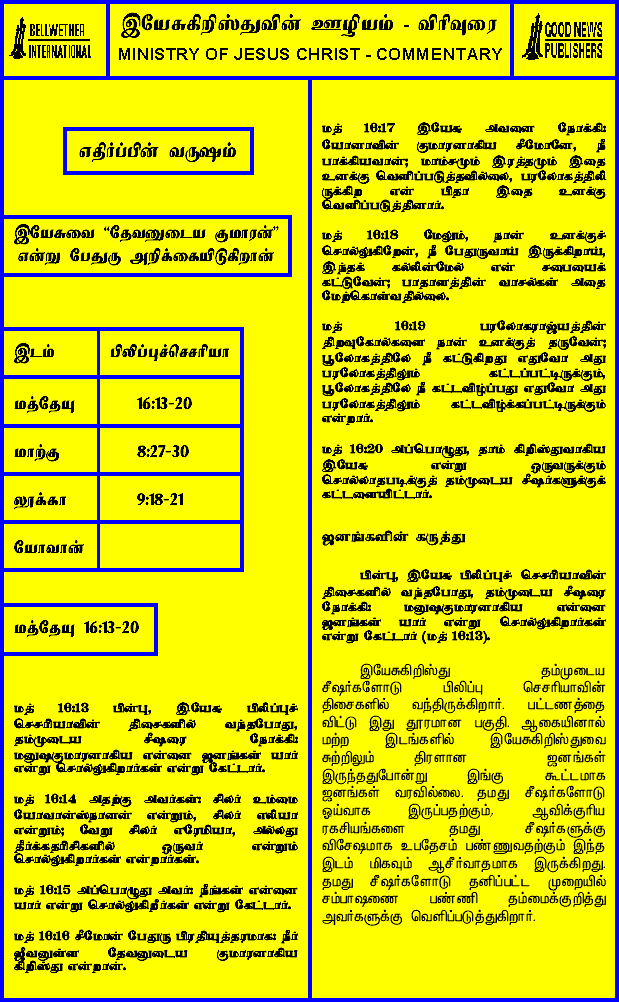 BELLWETHER
INTERNATIONAL
இயேசுகிறிஸ்துவின் ஊழியம் - விரிவுரை
MINISTRY OF JESUS CHRIST - COMMENTARY
GOOD NEWS
PUBLISHERS
எதிர்ப்பின் வருஷம்
இயேசுவை “தேவனுடைய குமாரன்”
என்று பேதுரு அறிக்கையிடுகிறான்
இடம் பிலிப்புச்செசரியா
மத்தேயு 16:13-20
மாற்கு 8:27-30
லூக்கா 9:18-21
யோவான்
மத்தேயு 16:13-20
மத் 16:13 பின்பு, இயேசு பிலிப்புச்
செசரியாவின் திசைகளில் வந்தபோது,
தம்முடைய சீஷரை நோக்கி:
மனுஷகுமாரனாகிய என்னை ஜனங்கள் யார்
என்று சொல்லுகிறார்கள் என்று கேட்டார்.
மத் 16:14 அதற்கு அவர்கள்: சிலர் உம்மை
யோவான்ஸ்நானன் என்றும், சிலர் எலியா
என்றும்; வேறு சிலர் எரேமியா, அல்லது
தீர்க்கதரிசிகளில் ஒருவர் என்றும்
சொல்லுகிறார்கள் என்றார்கள்.
மத் 16:15 அப்பொழுது அவர்: நீங்கள் என்னை
யார் என்று சொல்லுகிறீர்கள் என்று கேட்டார்.
மத் 16:16 சீமோன் பேதுரு பிரதியுத்தரமாக: நீர்
ஜீவனுள்ள தேவனுடைய குமாரனாகிய
கிறிஸ்து என்றான்.
மத் 16:17 இயேசு அவனை நோக்கி:
யோனாவின் குமாரனாகிய சீமோனே, நீ
பாக்கியவான்; மாம்சமும் இரத்தமும் இதை
உனக்கு வெளிப்படுத்தவில்லை, பரலோகத்திலி
ருக்கிற என் பிதா இதை உனக்கு
வெளிப்படுத்தினார்.
மத் 16:18 மேலும், நான் உனக்குச்
சொல்லுகிறேன், நீ பேதுருவாய் இருக்கிறாய்,
இந்தக் கல்லின்மேல் என் சபையைக்
கட்டுவேன்; பாதாளத்தின் வாசல்கள் அதை
மேற்கொள்வதில்லை.
மத் 16:19 பரலோகராஜ்யத்தின்
திறவுகோல்களை நான் உனக்குத் தருவேன்;
பூலோகத்திலே நீ கட்டுகிறது எதுவோ அது
பரலோகத்திலும் கட்டப்பட்டிருக்கும்,
பூலோகத்திலே நீ கட்டவிழ்ப்பது எதுவோ அது
பரலோகத்திலும் கட்டவிழ்க்கப்பட்டிருக்கும்
என்றார்.
மத் 16:20 அப்பொழுது, தாம் கிறிஸ்துவாகிய
இயேசு என்று ஒருவருக்கும்
சொல்லாதபடிக்குத் தம்முடைய சீஷர்களுக்குக்
கட்டளையிட்டார்.
ஜனங்களின் கருத்து
பின்பு, இயேசு பிலிப்புச் செசரியாவின்
திசைகளில் வந்தபோது, தம்முடைய சீஷரை
நோக்கி: மனுஷகுமாரனாகிய என்னை
ஜனங்கள் யார் என்று சொல்லுகிறார்கள்
என்று கேட்டார் (மத் 16:13).
இயேசுகிறிஸ்து தம்முடைய
சீஷர்களோடு பிலிப்பு செசரியாவின்
திசைகளில் வந்திருக்கிறார். பட்டணத்தை
விட்டு இது தூரமான பகுதி. ஆகையினால்
மற்ற இடங்களில் இயேசுகிறிஸ்துவை
சுற்றிலும் திரளான ஜனங்கள்
இருந்ததுபோன்று இங்கு கூட்டமாக
ஜனங்கள் வரவில்லை. தமது சீஷர்களோடு
ஓய்வாக இருப்பதற்கும், ஆவிக்குரிய
ரகசியங்களை தமது சீஷர்களுக்கு
விசேஷமாக உபதேசம் பண்ணுவதற்கும் இந்த
இடம் மிகவும் ஆசீர்வாதமாக இருக்கிறது.
தமது சீஷர்களோடு தனிப்பட்ட முறையில்
சம்பாஷணை பண்ணி தம்மைக்குறித்து
அவர்களுக்கு வெளிப்படுத்துகிறார்.